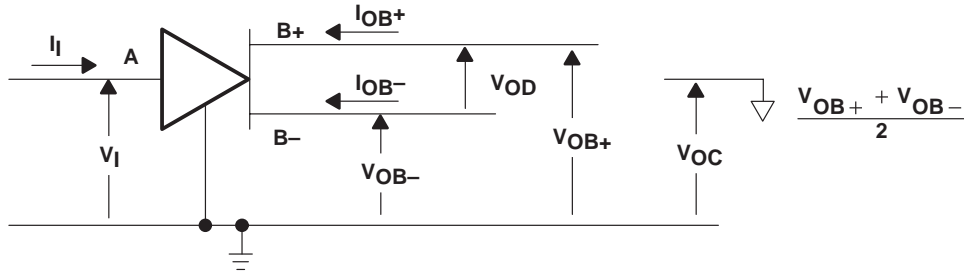 I_OB+
B+
I_I
A
I_OB–
V_OD
B–
V_I
V_OB–
V_OB+
V_OC
V_OB+ + V_OB–
2